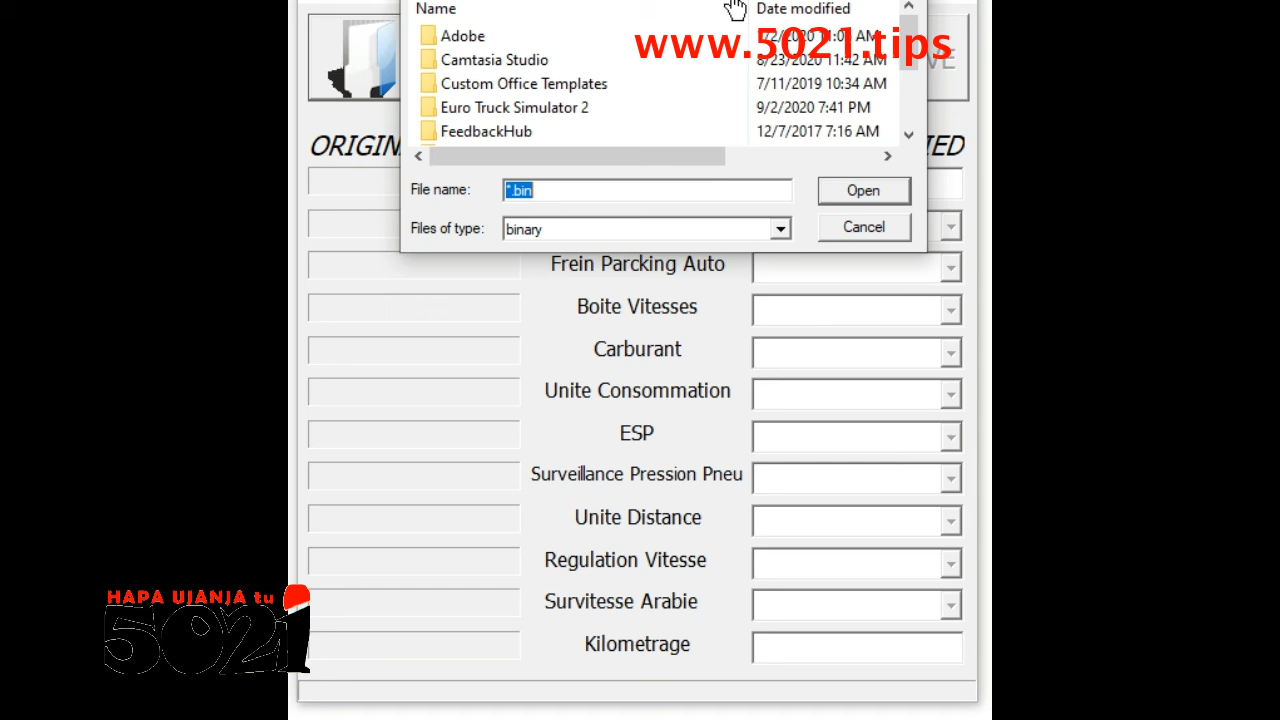 Name Date modified
Adobe
www.5021.tips
Camtasia Studio 8/23/2020 11:42 AM
Custom Office Templates 7/11/2019 10:34 AM
Euro Truck Simulator 2 9/2/2020 7:41 PM
FeedbackHub 12/7/2017 7:16 AM
File name: *.bin Open
Files of type: binary Cancel
Frein Parcking Auto
Boite Vitesses
Carburant
Unite Consommation
ESP
Surveillance Pression Pneu
Unite Distance
Regulation Vitesse
Survitesse Arabie
Kilometrage
HAPA UJANJA tu
5021